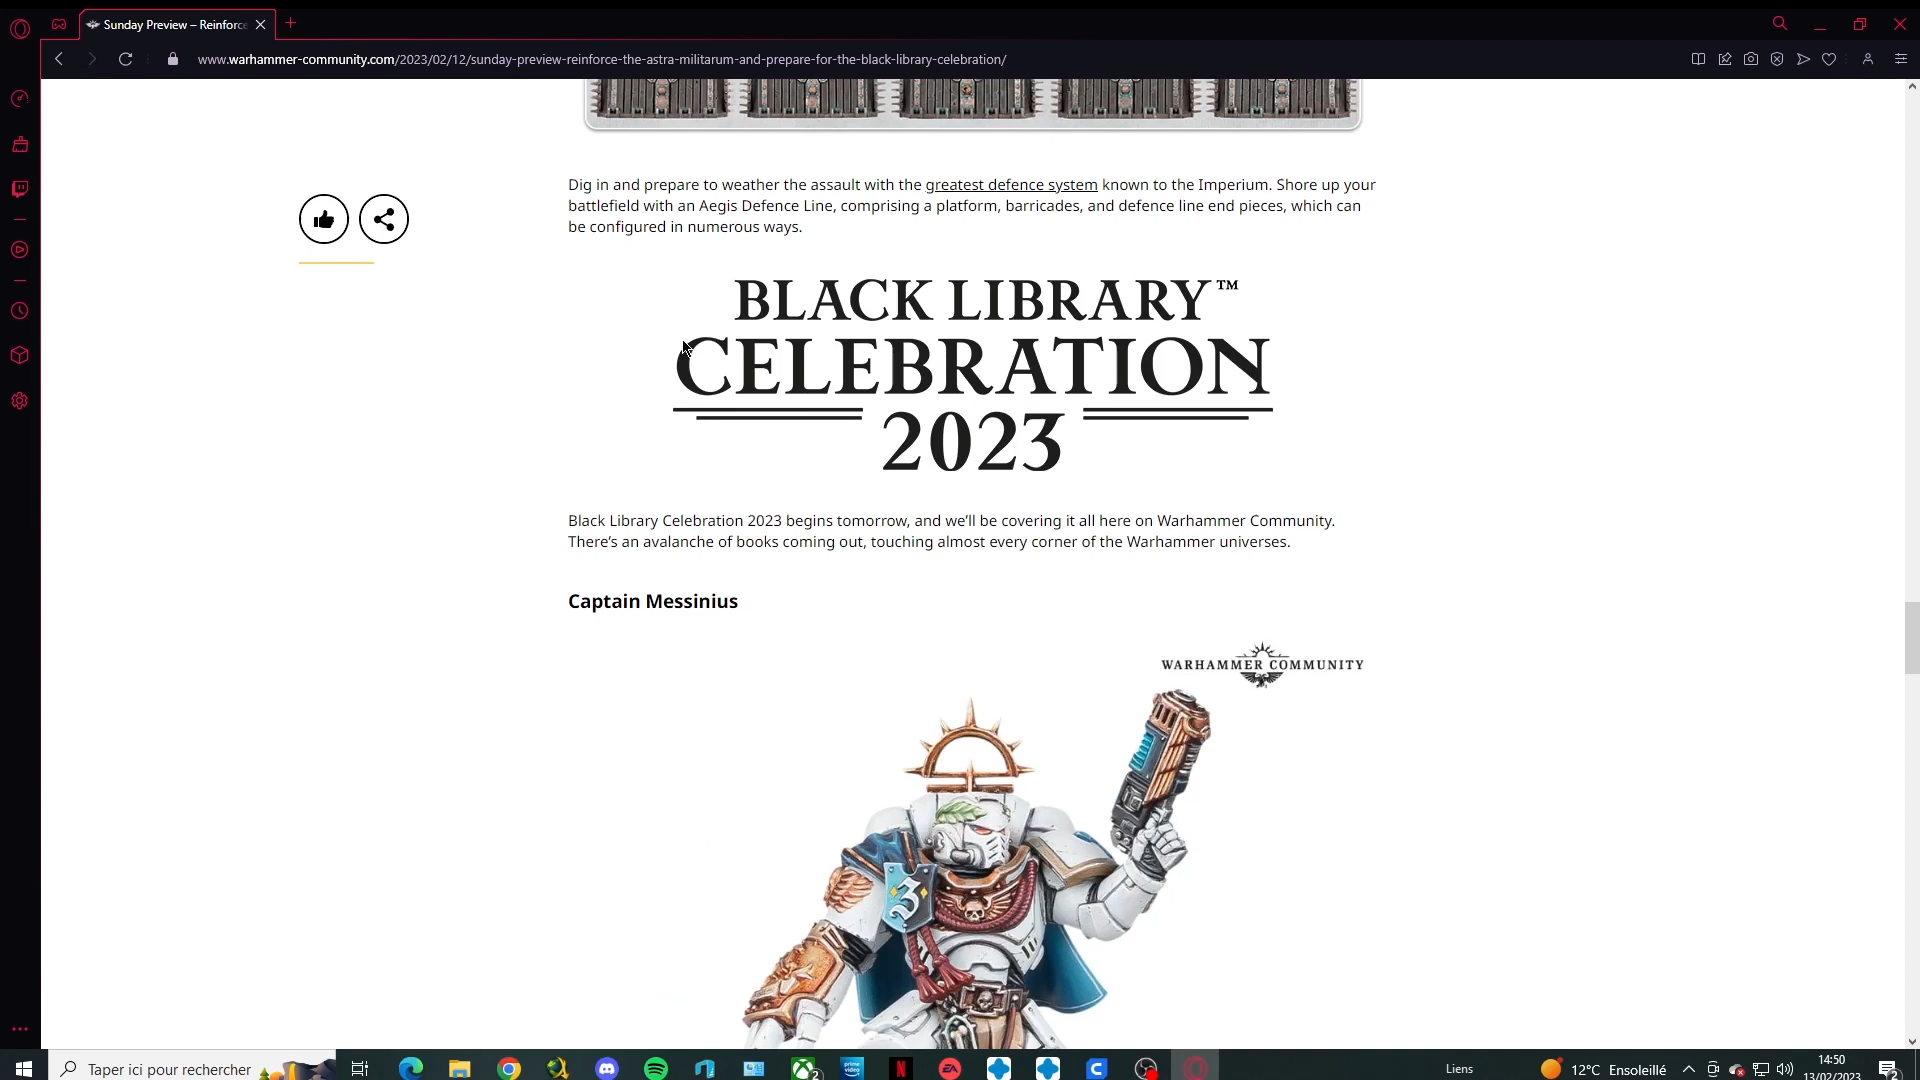 Sunday Preview – Reinforce
www.warhammer-community.com/2023/02/12/sunday-preview-reinforce-the-astra-militarum-and-prepare-for-the-black-library-celebration/
Dig in and prepare to weather the assault with the greatest defence system known to the Imperium. Shore up your
battlefield with an Aegis Defence Line, comprising a platform, barricades, and defence line end pieces, which can
be configured in numerous ways.
BLACK LIBRARY™
CELEBRATION
2023
Black Library Celebration 2023 begins tomorrow, and we'll be covering it all here on Warhammer Community.
There's an avalanche of books coming out, touching almost every corner of the Warhammer universes.
Captain Messinius
WARHAMMER COMMUNITY
3
Taper ici pour rechercher
2
prime video
N
EA
Liens
12°C Ensoleillé
14:50
13/02/2023
2